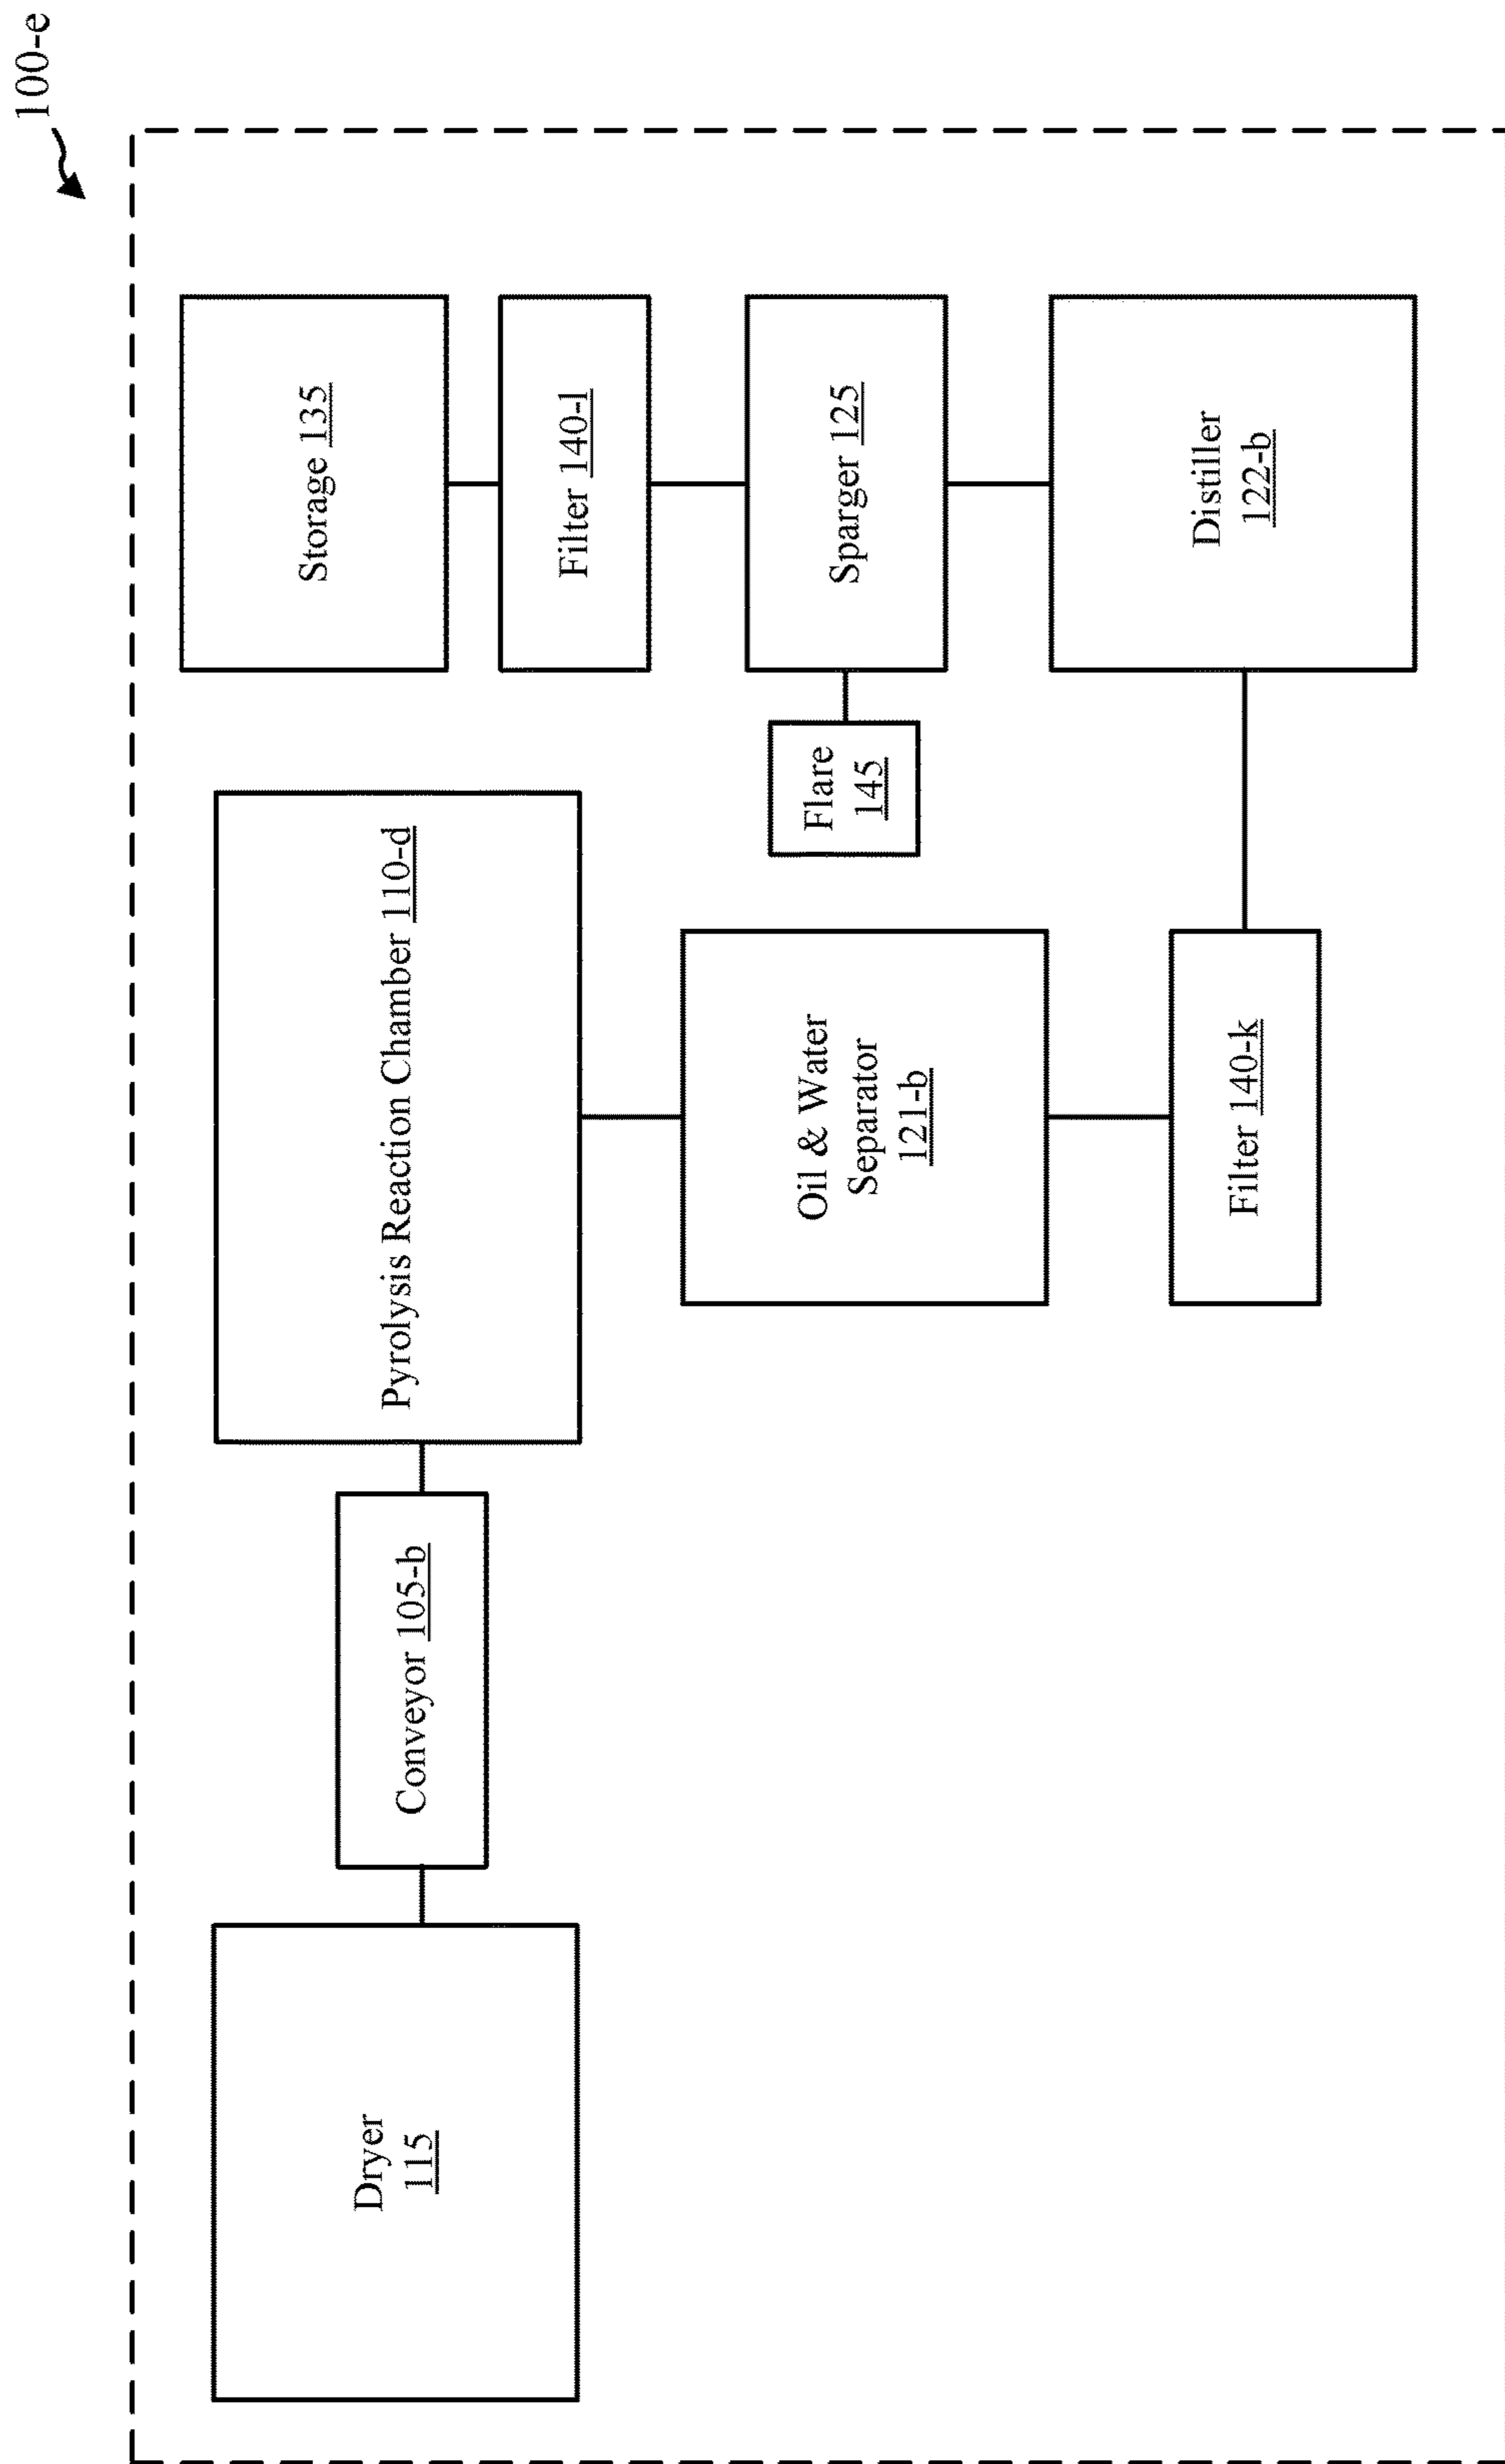 100-e
Dryer
115
Conveyor 105-b
Pyrolysis Reaction Chamber 110-d
Oil & Water
Separator
121-b
Filter 140-k
Distiller
122-b
Sparger 125
Flare
145
Filter 140-l
Storage 135